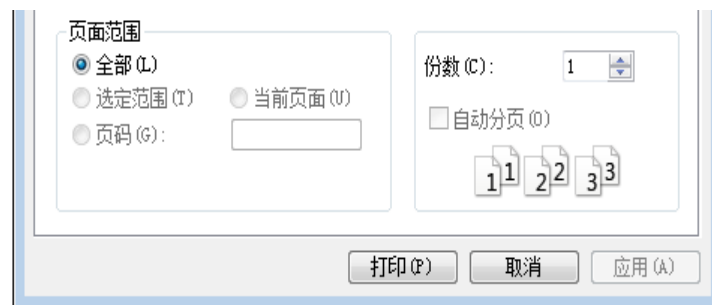 页面范围
全部(L)
选定范围(T) 当前页面(U)
页码(G):
份数(C): 1
自动分页(O)
1 1 2 2 3 3
打印(P) 取消 应用(A)